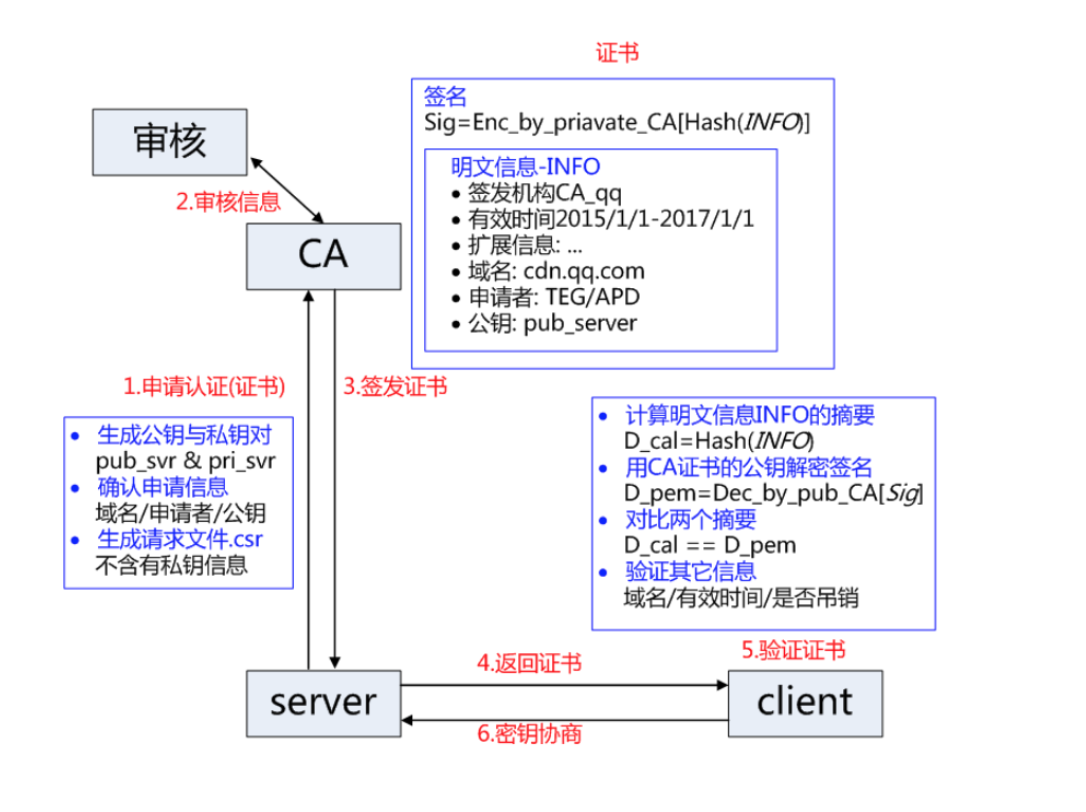 证书
签名
Sig=Enc_by_priavate_CA[Hash(INFO)]
明文信息-INFO
• 签发机构CA_qq
• 有效时间2015/1/1-2017/1/1
• 扩展信息: ...
• 域名: cdn.qq.com
• 申请者: TEG/APD
• 公钥: pub_server
审核
2.审核信息
CA
1.申请认证(证书)
3.签发证书
• 生成公钥与私钥对
pub_svr & pri_svr
• 确认申请信息
域名/申请者/公钥
• 生成请求文件.csr
不含有私钥信息
• 计算明文信息INFO的摘要
D_cal=Hash(INFO)
• 用CA证书的公钥解密签名
D_pem=Dec_by_pub_CA[Sig]
• 对比两个摘要
D_cal == D_pem
• 验证其它信息
域名/有效时间/是否吊销
5.验证证书
4.返回证书
server
client
6.密钥协商